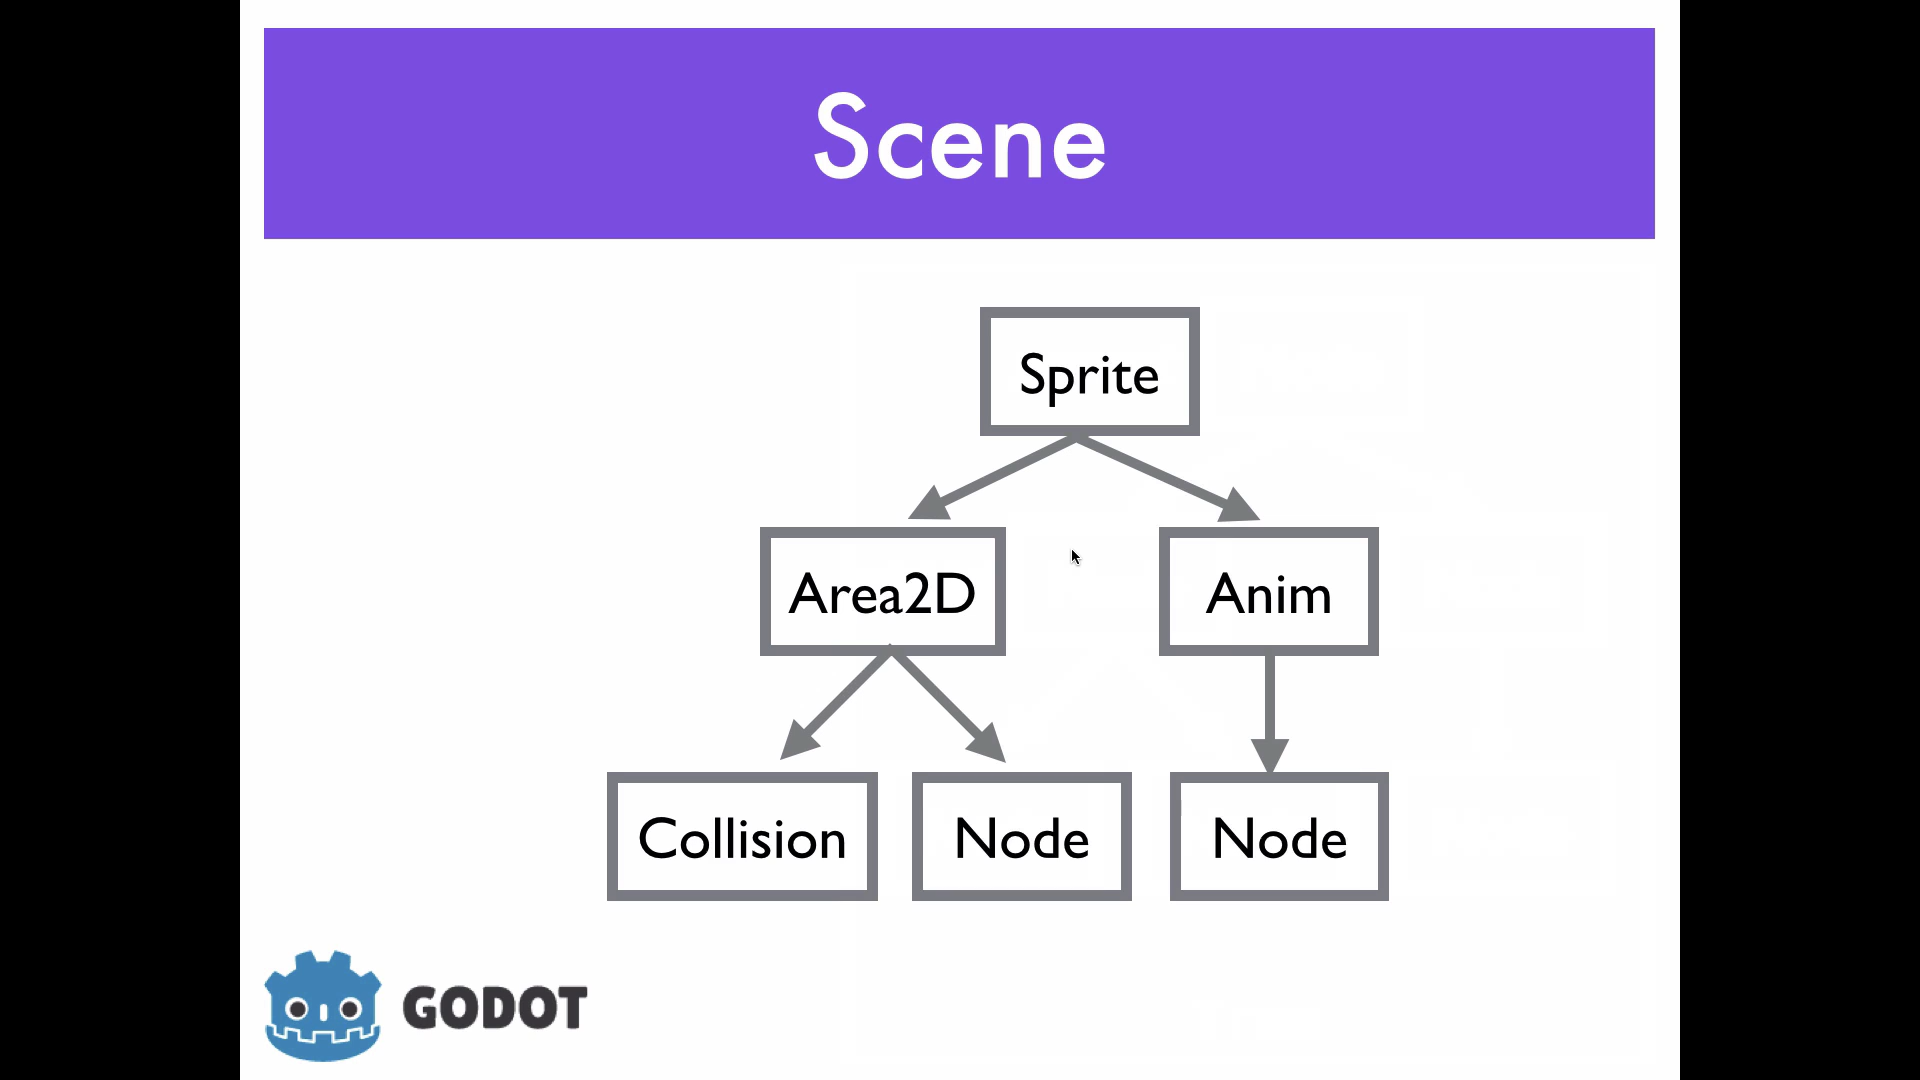 Scene
Sprite
Area2D
Anim
Collision
Node
Node
GODOT